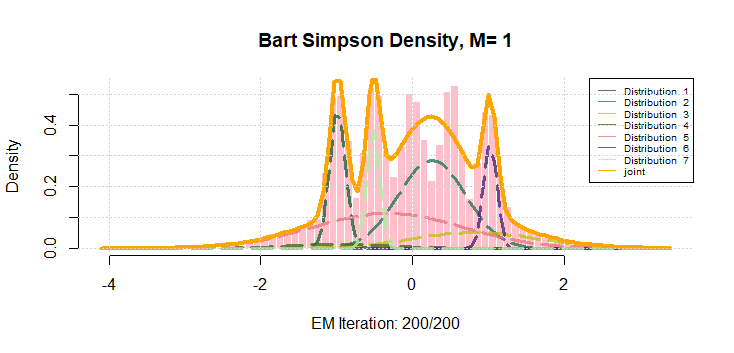 Bart Simpson Density, M= 1
Density
0.0
0.2
0.4
-4
-2
0
2
EM Iteration: 200/200
Distribution 1
Distribution 2
Distribution 3
Distribution 4
Distribution 5
Distribution 6
Distribution 7
joint